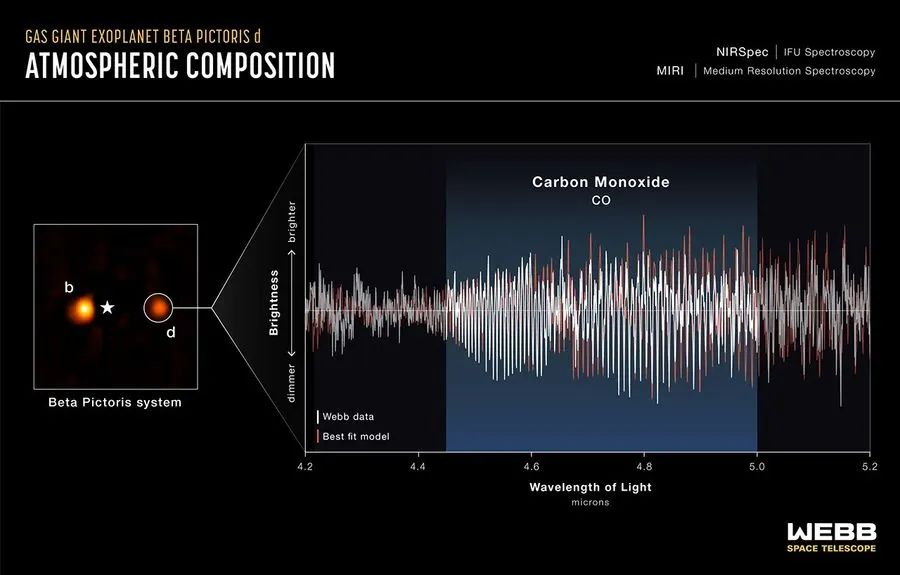 GAS GIANT EXOPLANET BETA PICTORIS d
ATMOSPHERIC COMPOSITION
NIRSpec | IFU Spectroscopy
MIRI | Medium Resolution Spectroscopy
b
d
Beta Pictoris system
Brightness
brighter
dimmer
Carbon Monoxide
CO
Webb data
Best fit model
4.2 4.4 4.6 4.8 5.0 5.2
Wavelength of Light
microns
WEBB
SPACE TELESCOPE